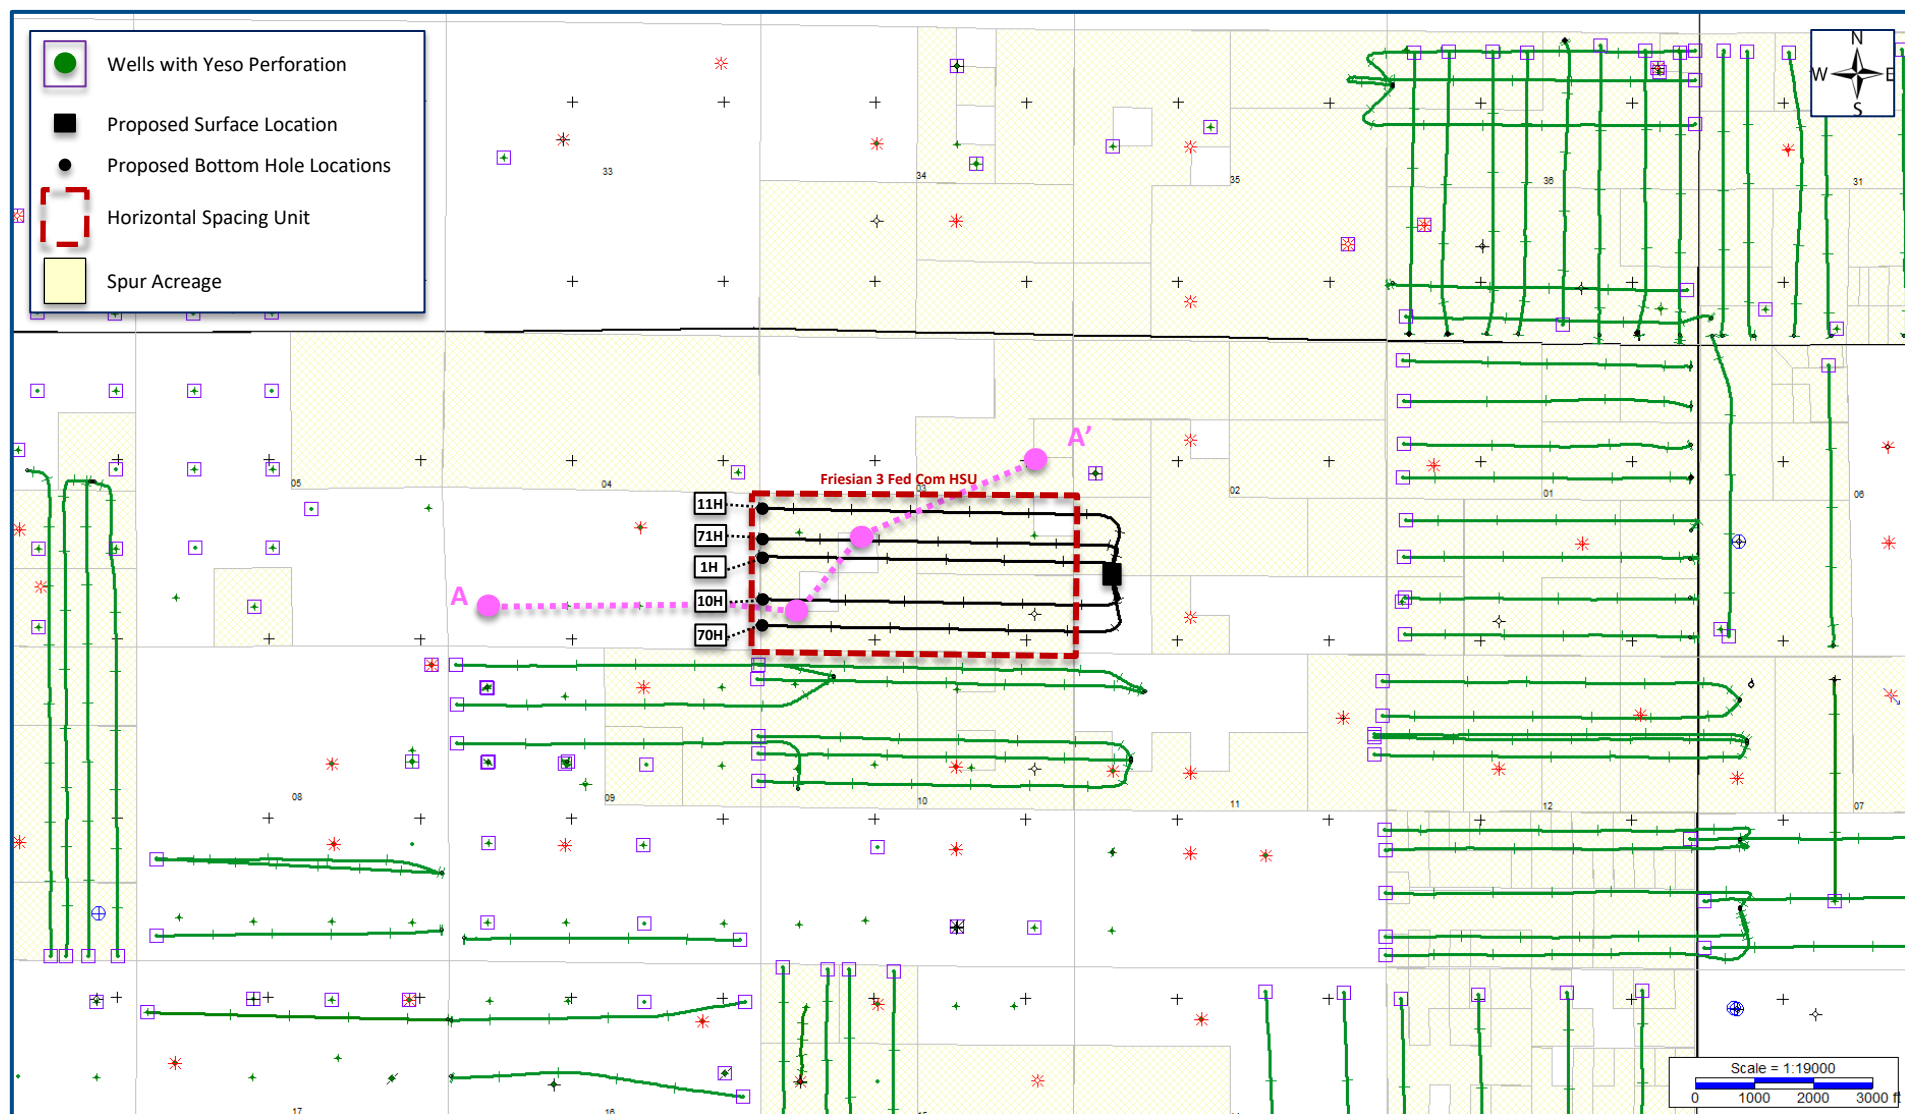 Wells with Yeso Perforation
Proposed Surface Location
Proposed Bottom Hole Locations
Horizontal Spacing Unit
Spur Acreage
N
W E
S
33
34
35
36
31
05
04
03
02
01
06
A'
Friesian 3 Fed Com HSU
11H
71H
1H
A
10H
70H
08
09
10
11
12
07
Scale = 1:19000
0 1000 2000 3000 ft
17
16